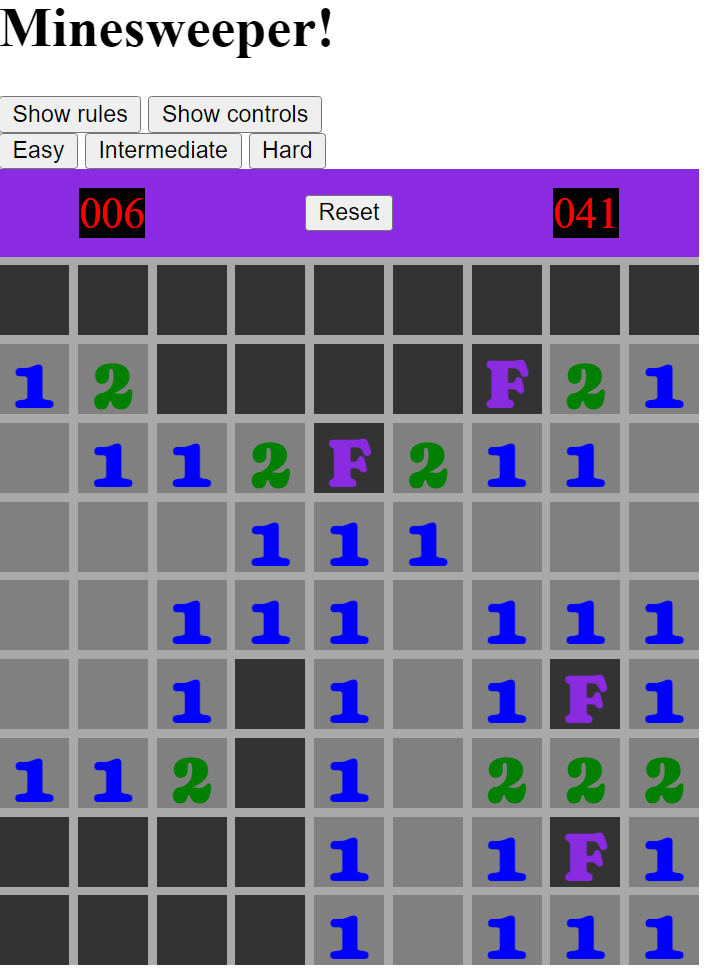 Minesweeper!
Show rules Show controls
Easy Intermediate Hard
006 Reset 041
1 2 F 2 1
1 1 2 F 2 1 1
1 1 1
1 1 1 1 1 1
1 1 1 F 1
1 1 2 1 2 2 2
1 1 F 1
1 1 1 1